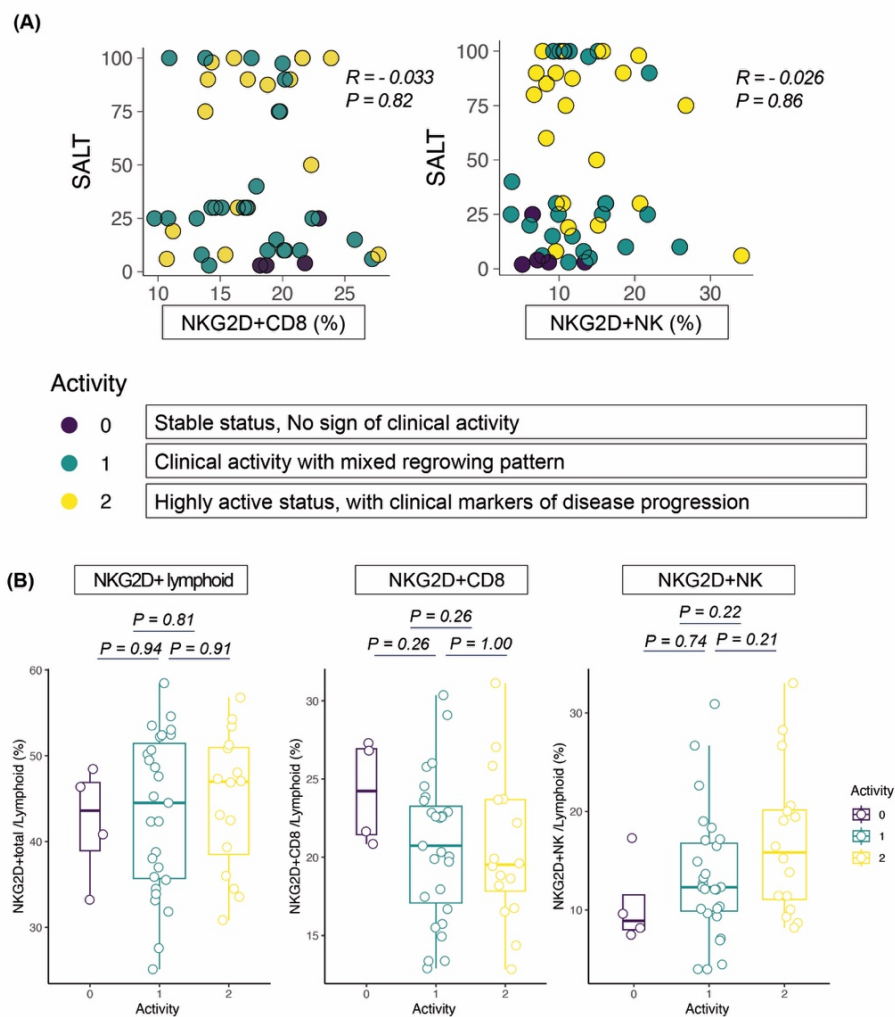 (A)
100
75
50
25
0
SALT
10
15
20
25
NKG2D+CD8 (%)
R = - 0.033
P = 0.82
100
75
50
25
0
SALT
10
20
30
NKG2D+NK (%)
R = - 0.026
P = 0.86
Activity
0 Stable status, No sign of clinical activity
1 Clinical activity with mixed regrowing pattern
2 Highly active status, with clinical markers of disease progression
(B)
NKG2D+ lymphoid
P = 0.81
P = 0.94 P = 0.91
60
50
40
30
NKG2D+total /Lymphoid (%)
0 1 2
Activity
NKG2D+CD8
P = 0.26
P = 0.26 P = 1.00
30
25
20
15
NKG2D+CD8 /Lymphoid (%)
0 1 2
Activity
NKG2D+NK
P = 0.22
P = 0.74 P = 0.21
30
20
10
NKG2D+NK /Lymphoid (%)
0 1 2
Activity
Activity
0
1
2